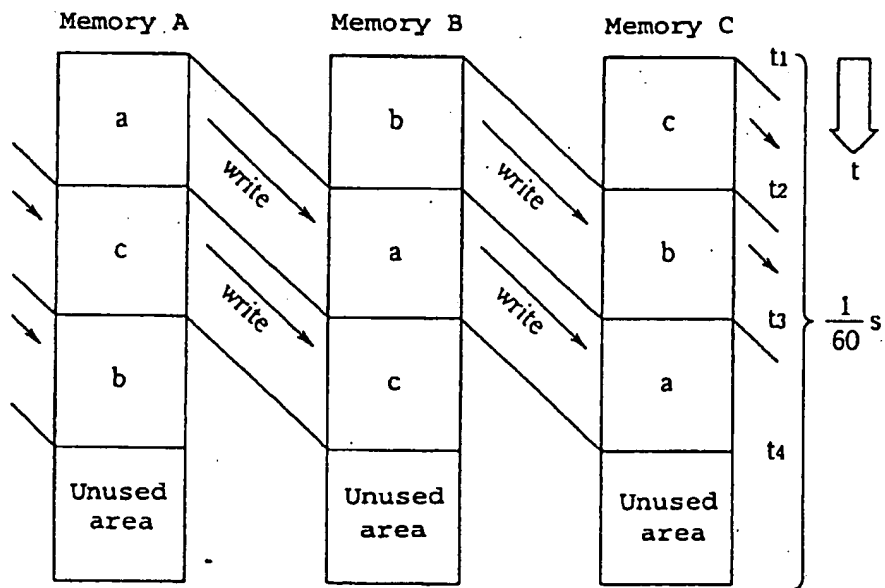 Memory A Memory B Memory C
t1
a b c
write write
t
t2
c a b
write write
t3
1/60 s
b c a
t4
Unused Unused Unused
area area area